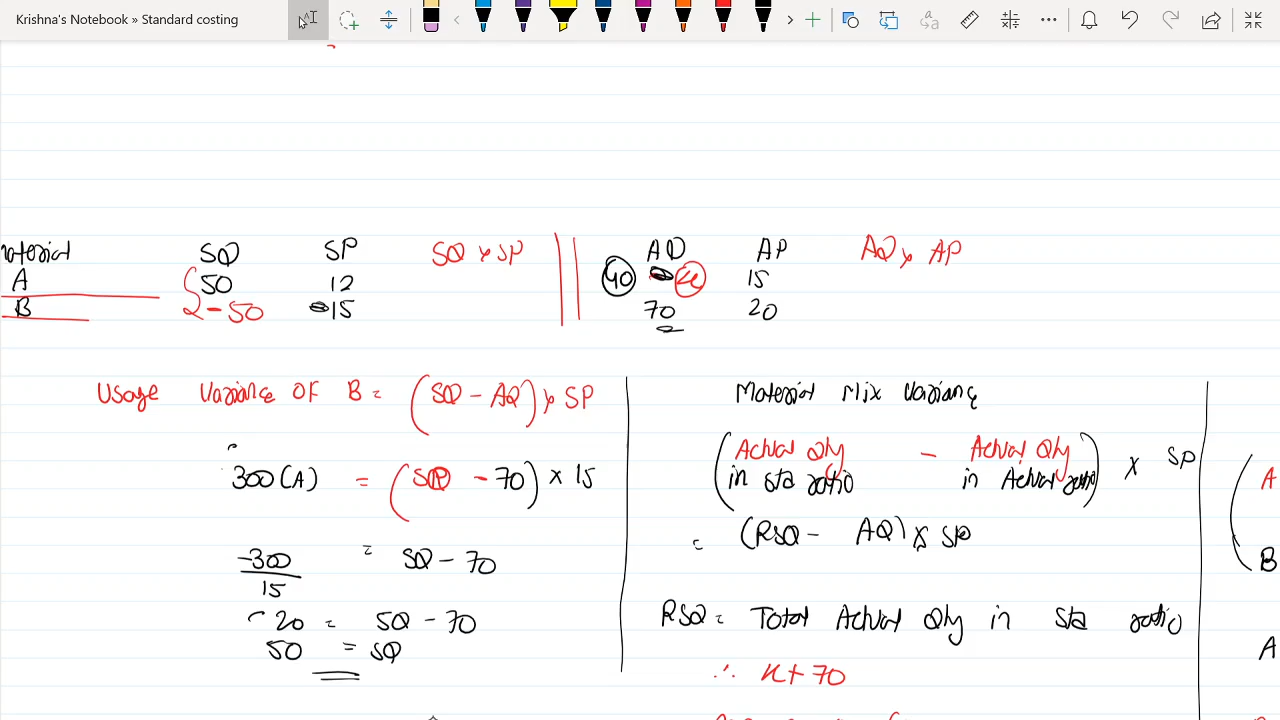 Krishna's Notebook » Standard costing
Material SQ SP SQ x SP AQ AP AQ x AP
A 50 12 40 x 15
B - 50 15 70 20
Usage Variance OF B = (SQ - AQ) x SP
300(A) = (SQ - 70) x 15
-300 / 15 = SQ - 70
- 20 = SQ - 70
50 = SQ
Material Mix Variance
(Actual Qty in std ratio - Actual Qty in Actual ratio) x SP
= (RSQ - AQ) x SP
RSQ = Total Actual Qty in std ratio
∴ x + 70
A
B
A